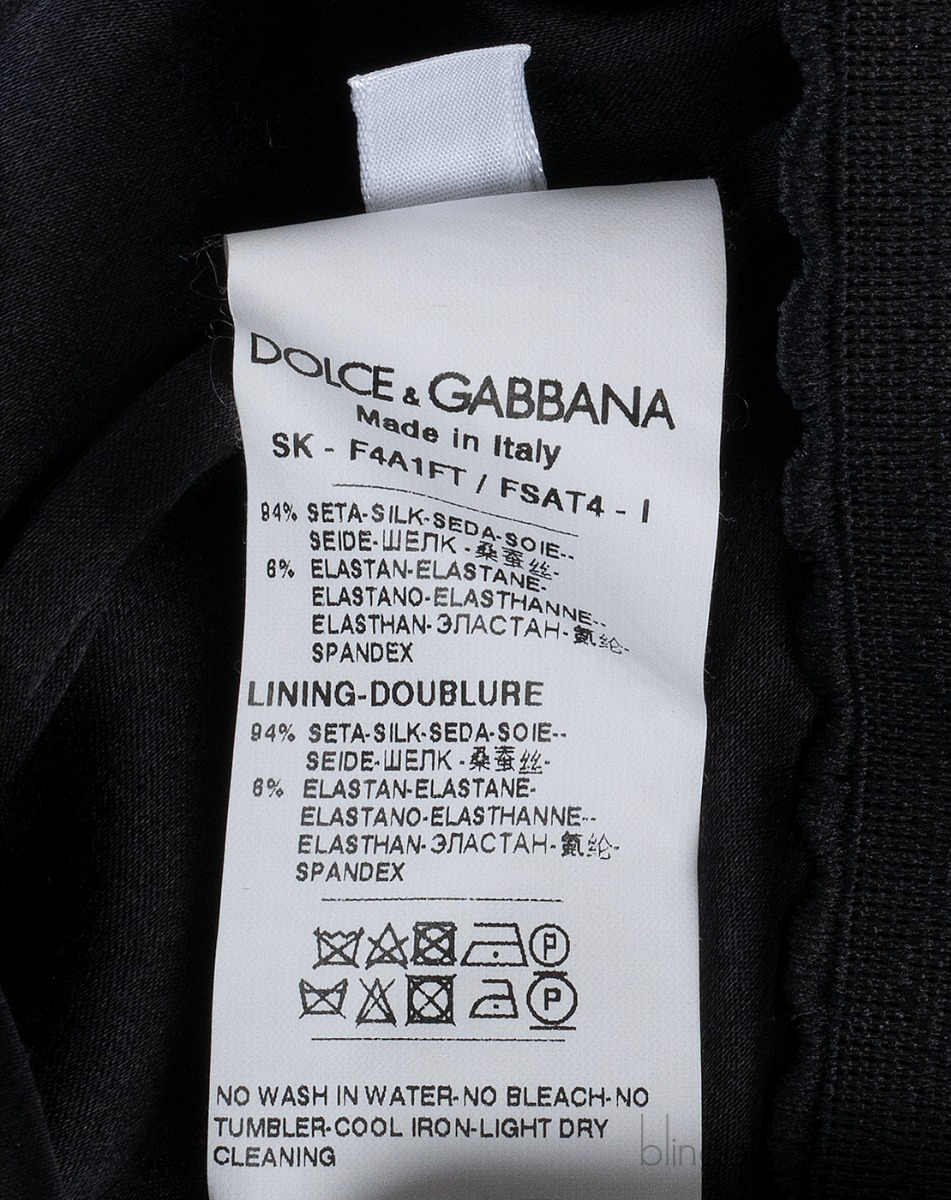 DOLCE & GABBANA
Made in Italy
SK - F4A1FT / FSAT4 - I
94% SETA-SILK-SEDA-SOIE--
SEIDE-ШЕЛК -桑蚕丝-
6% ELASTAN-ELASTANE-
ELASTANO-ELASTHANNE--
ELASTHAN-ЭЛАСТАН-氨纶-
SPANDEX
LINING-DOUBLURE
94% SETA-SILK-SEDA-SOIE--
SEIDE-ШЕЛК -桑蚕丝-
6% ELASTAN-ELASTANE-
ELASTANO-ELASTHANNE--
ELASTHAN-ЭЛАСТАН-氨纶-
SPANDEX
P
P
NO WASH IN WATER-NO BLEACH-NO
TUMBLER-COOL IRON-LIGHT DRY
CLEANING